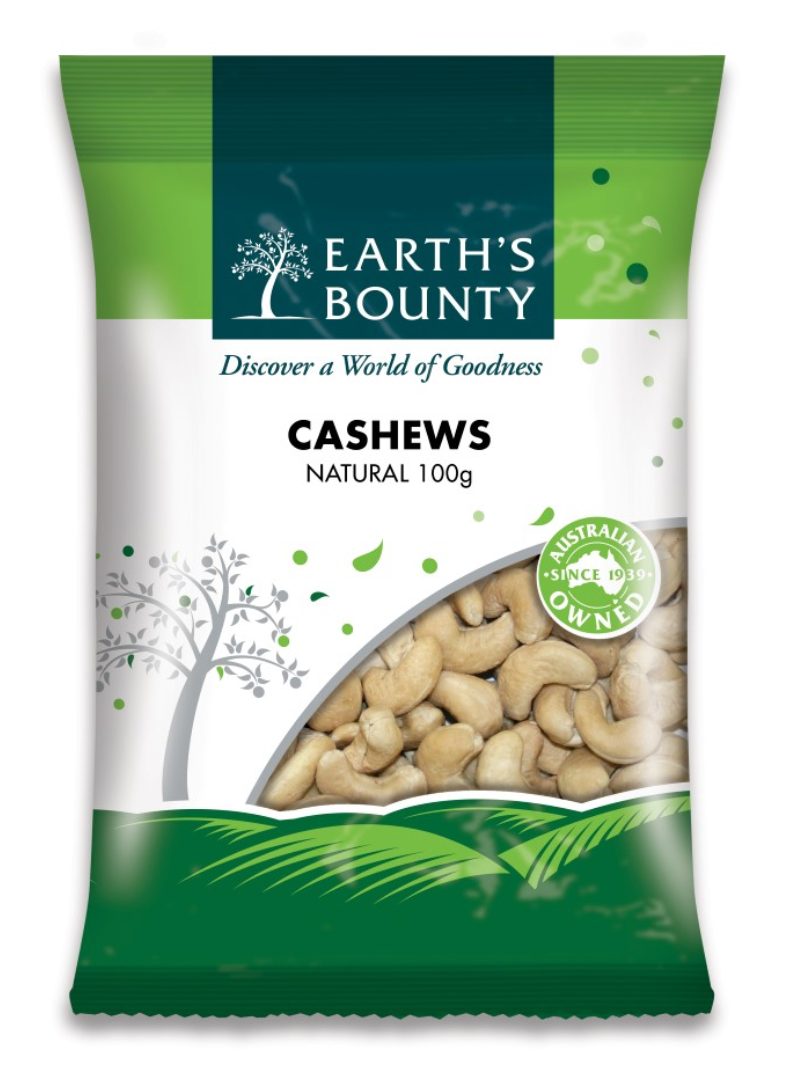 EARTH'S
BOUNTY
Discover a World of Goodness
CASHEWS
NATURAL 100g
AUSTRALIAN
•SINCE 1939•
OWNED